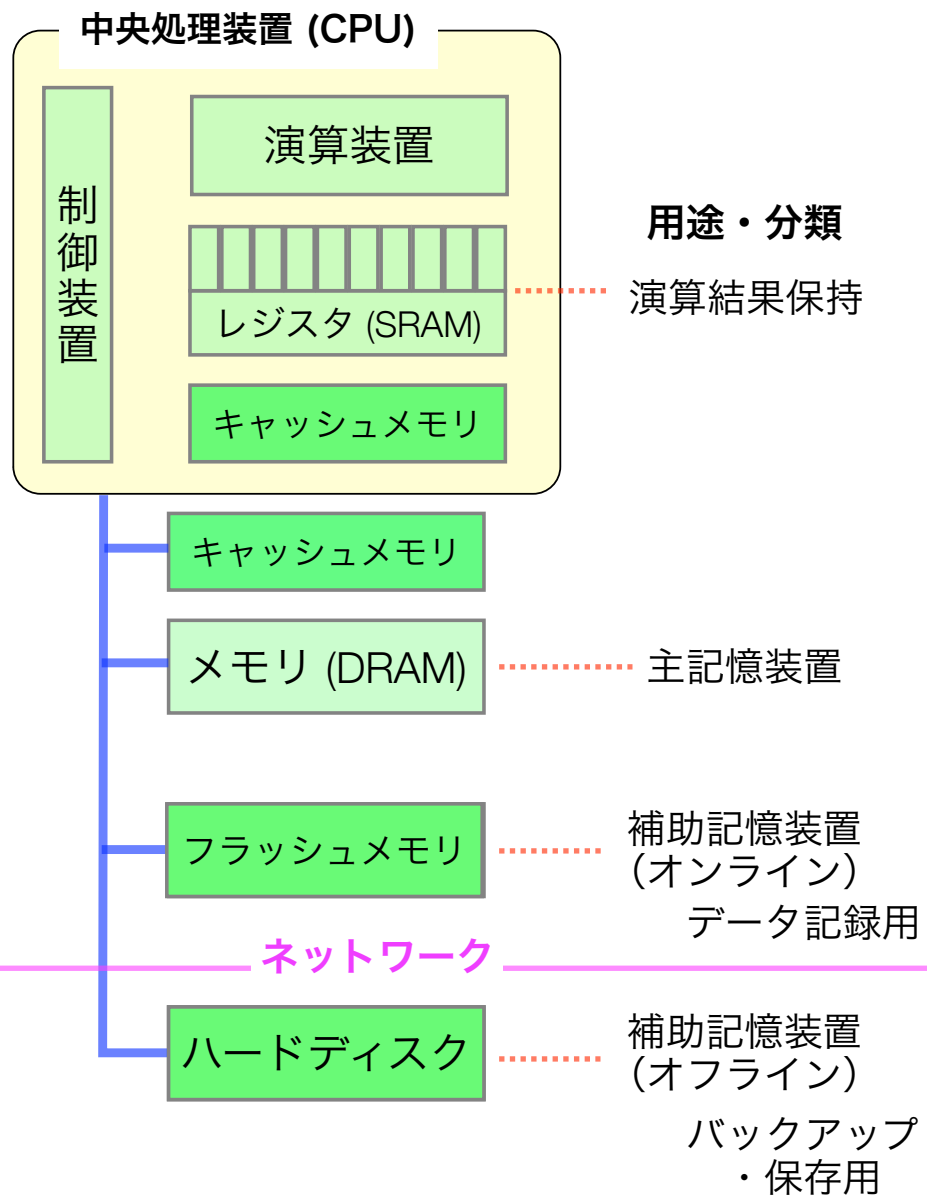 中央処理装置 (CPU)
制御装置
演算装置
用途・分類
レジスタ (SRAM)
演算結果保持
キャッシュメモリ
キャッシュメモリ
メモリ (DRAM)
主記憶装置
フラッシュメモリ
補助記憶装置
（オンライン）
データ記録用
ネットワーク
ハードディスク
補助記憶装置
（オフライン）
バックアップ
・保存用